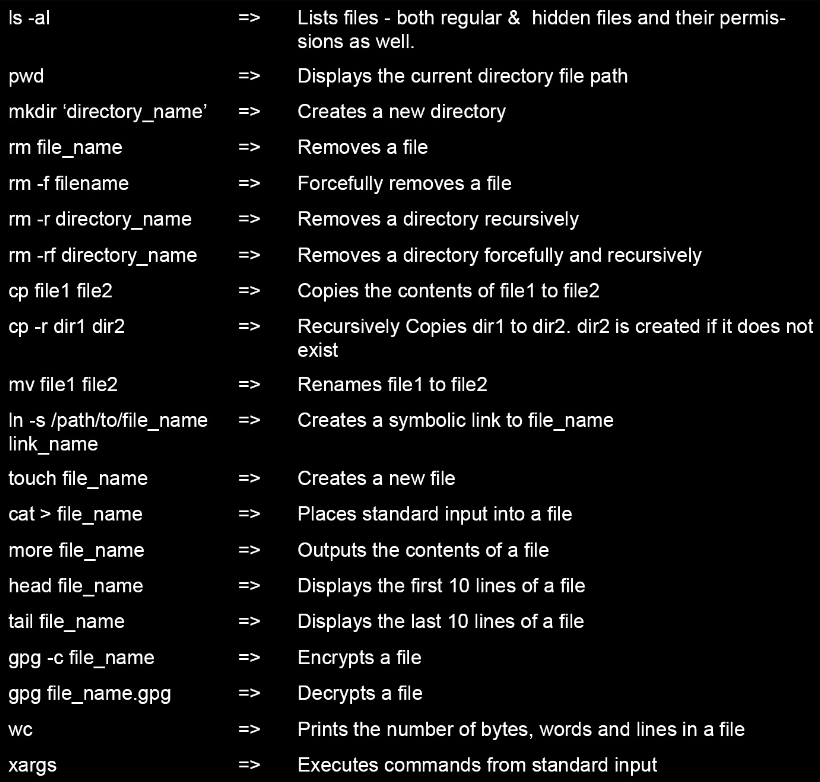 ls -al => Lists files - both regular &  hidden files and their permis-
sions as well.
pwd => Displays the current directory file path
mkdir ‘directory_name’ => Creates a new directory
rm file_name => Removes a file
rm -f filename => Forcefully removes a file
rm -r directory_name => Removes a directory recursively
rm -rf directory_name => Removes a directory forcefully and recursively
cp file1 file2 => Copies the contents of file1 to file2
cp -r dir1 dir2 => Recursively Copies dir1 to dir2. dir2 is created if it does not
exist
mv file1 file2 => Renames file1 to file2
ln -s /path/to/file_name => Creates a symbolic link to file_name
link_name
touch file_name => Creates a new file
cat > file_name => Places standard input into a file
more file_name => Outputs the contents of a file
head file_name => Displays the first 10 lines of a file
tail file_name => Displays the last 10 lines of a file
gpg -c file_name => Encrypts a file
gpg file_name.gpg => Decrypts a file
wc => Prints the number of bytes, words and lines in a file
xargs => Executes commands from standard input